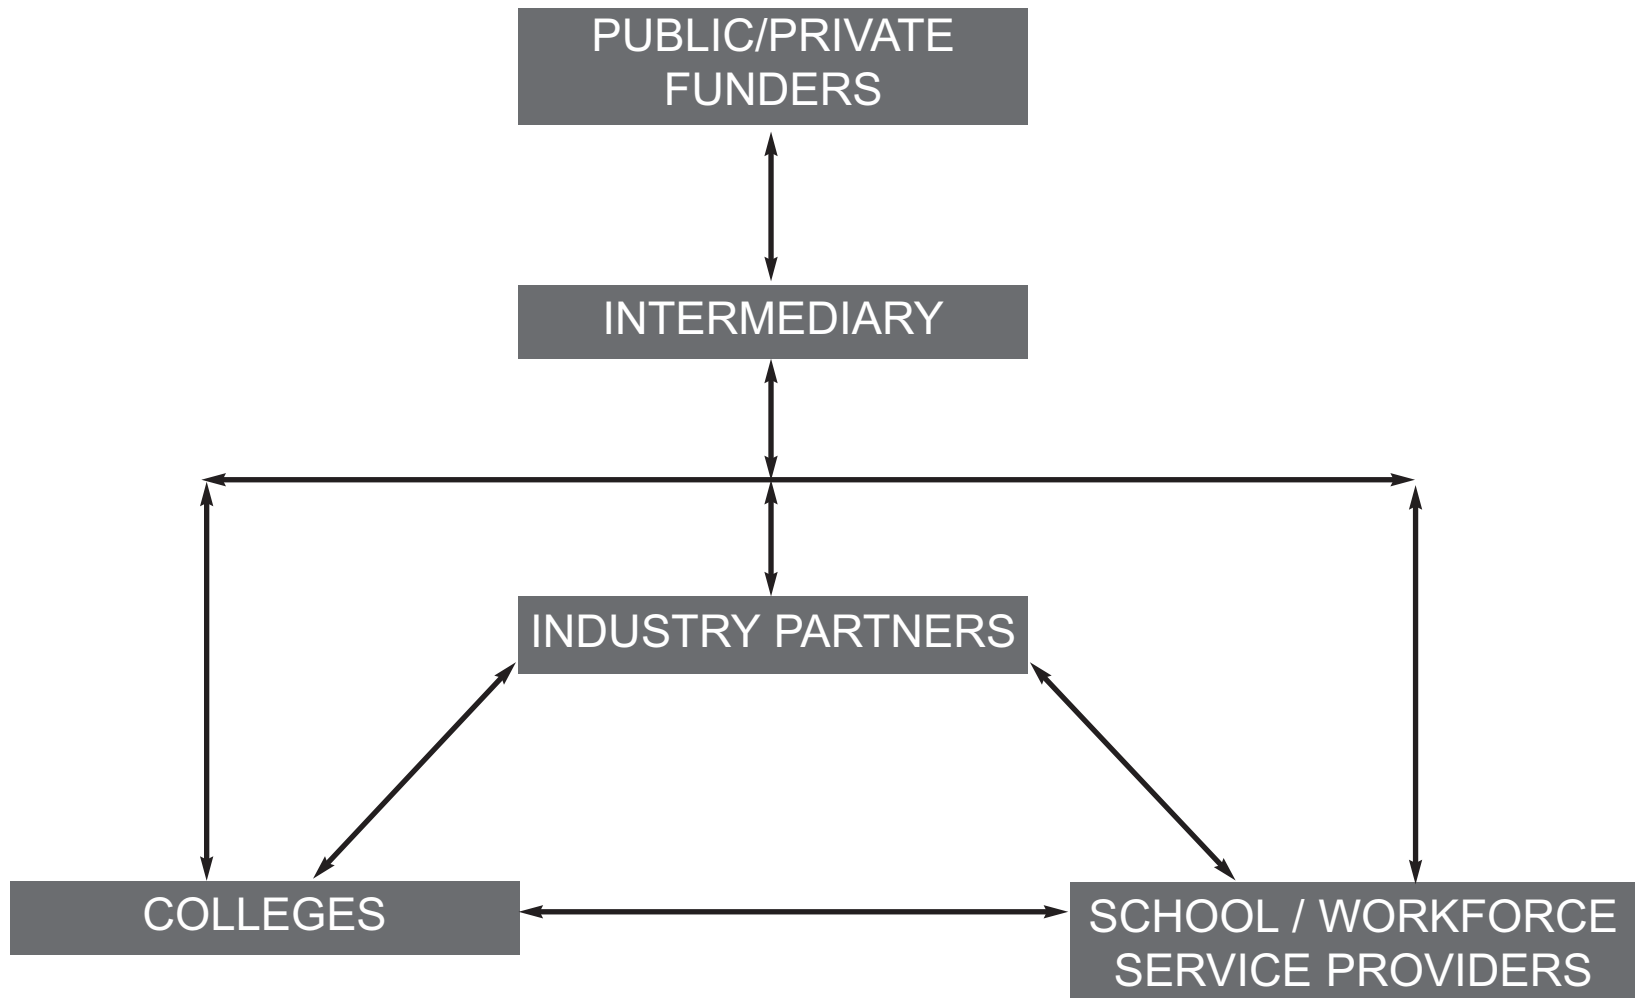 PUBLIC/PRIVATE
FUNDERS
INTERMEDIARY
INDUSTRY PARTNERS
COLLEGES
SCHOOL / WORKFORCE
SERVICE PROVIDERS